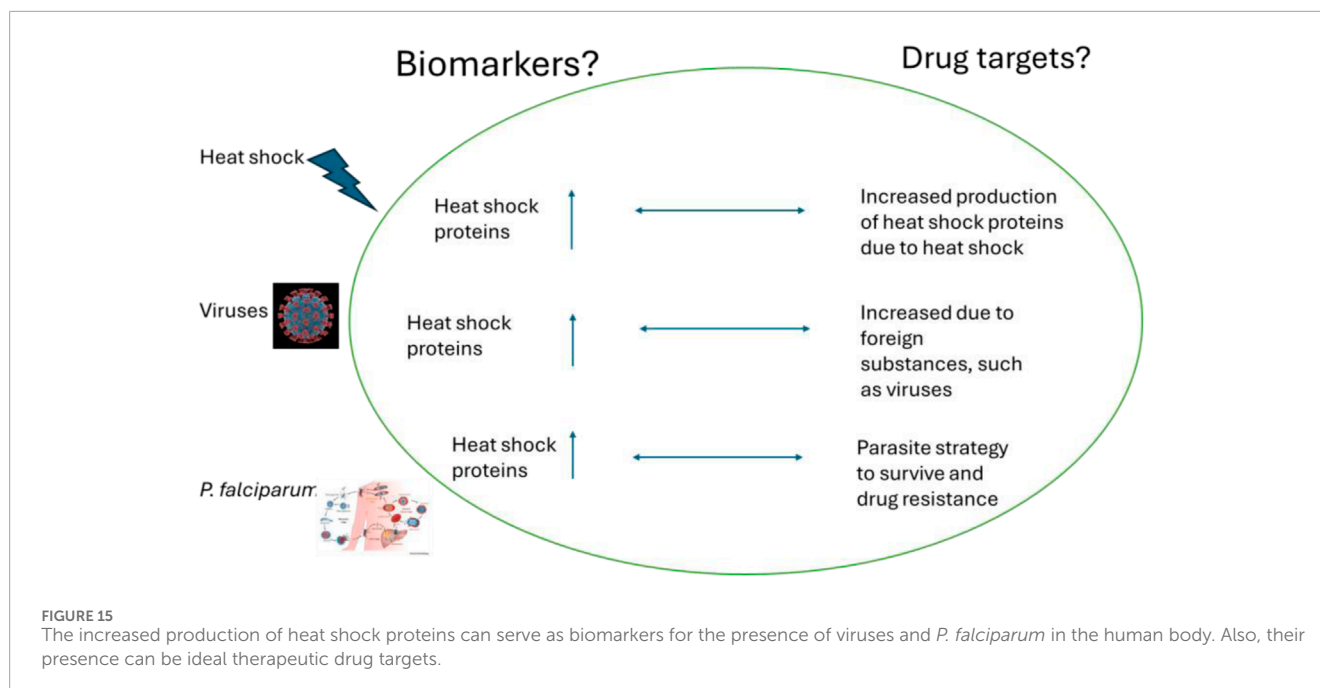 Biomarkers?
Drug targets?
Heat shock
Heat shock
proteins
Increased production
of heat shock proteins
due to heat shock
Viruses
Heat shock
proteins
Increased due to
foreign
substances, such
as viruses
P. falciparum
Heat shock
proteins
Parasite strategy
to survive and
drug resistance
FIGURE 15
The increased production of heat shock proteins can serve as biomarkers for the presence of viruses and P. falciparum in the human body. Also, their
presence can be ideal therapeutic drug targets.